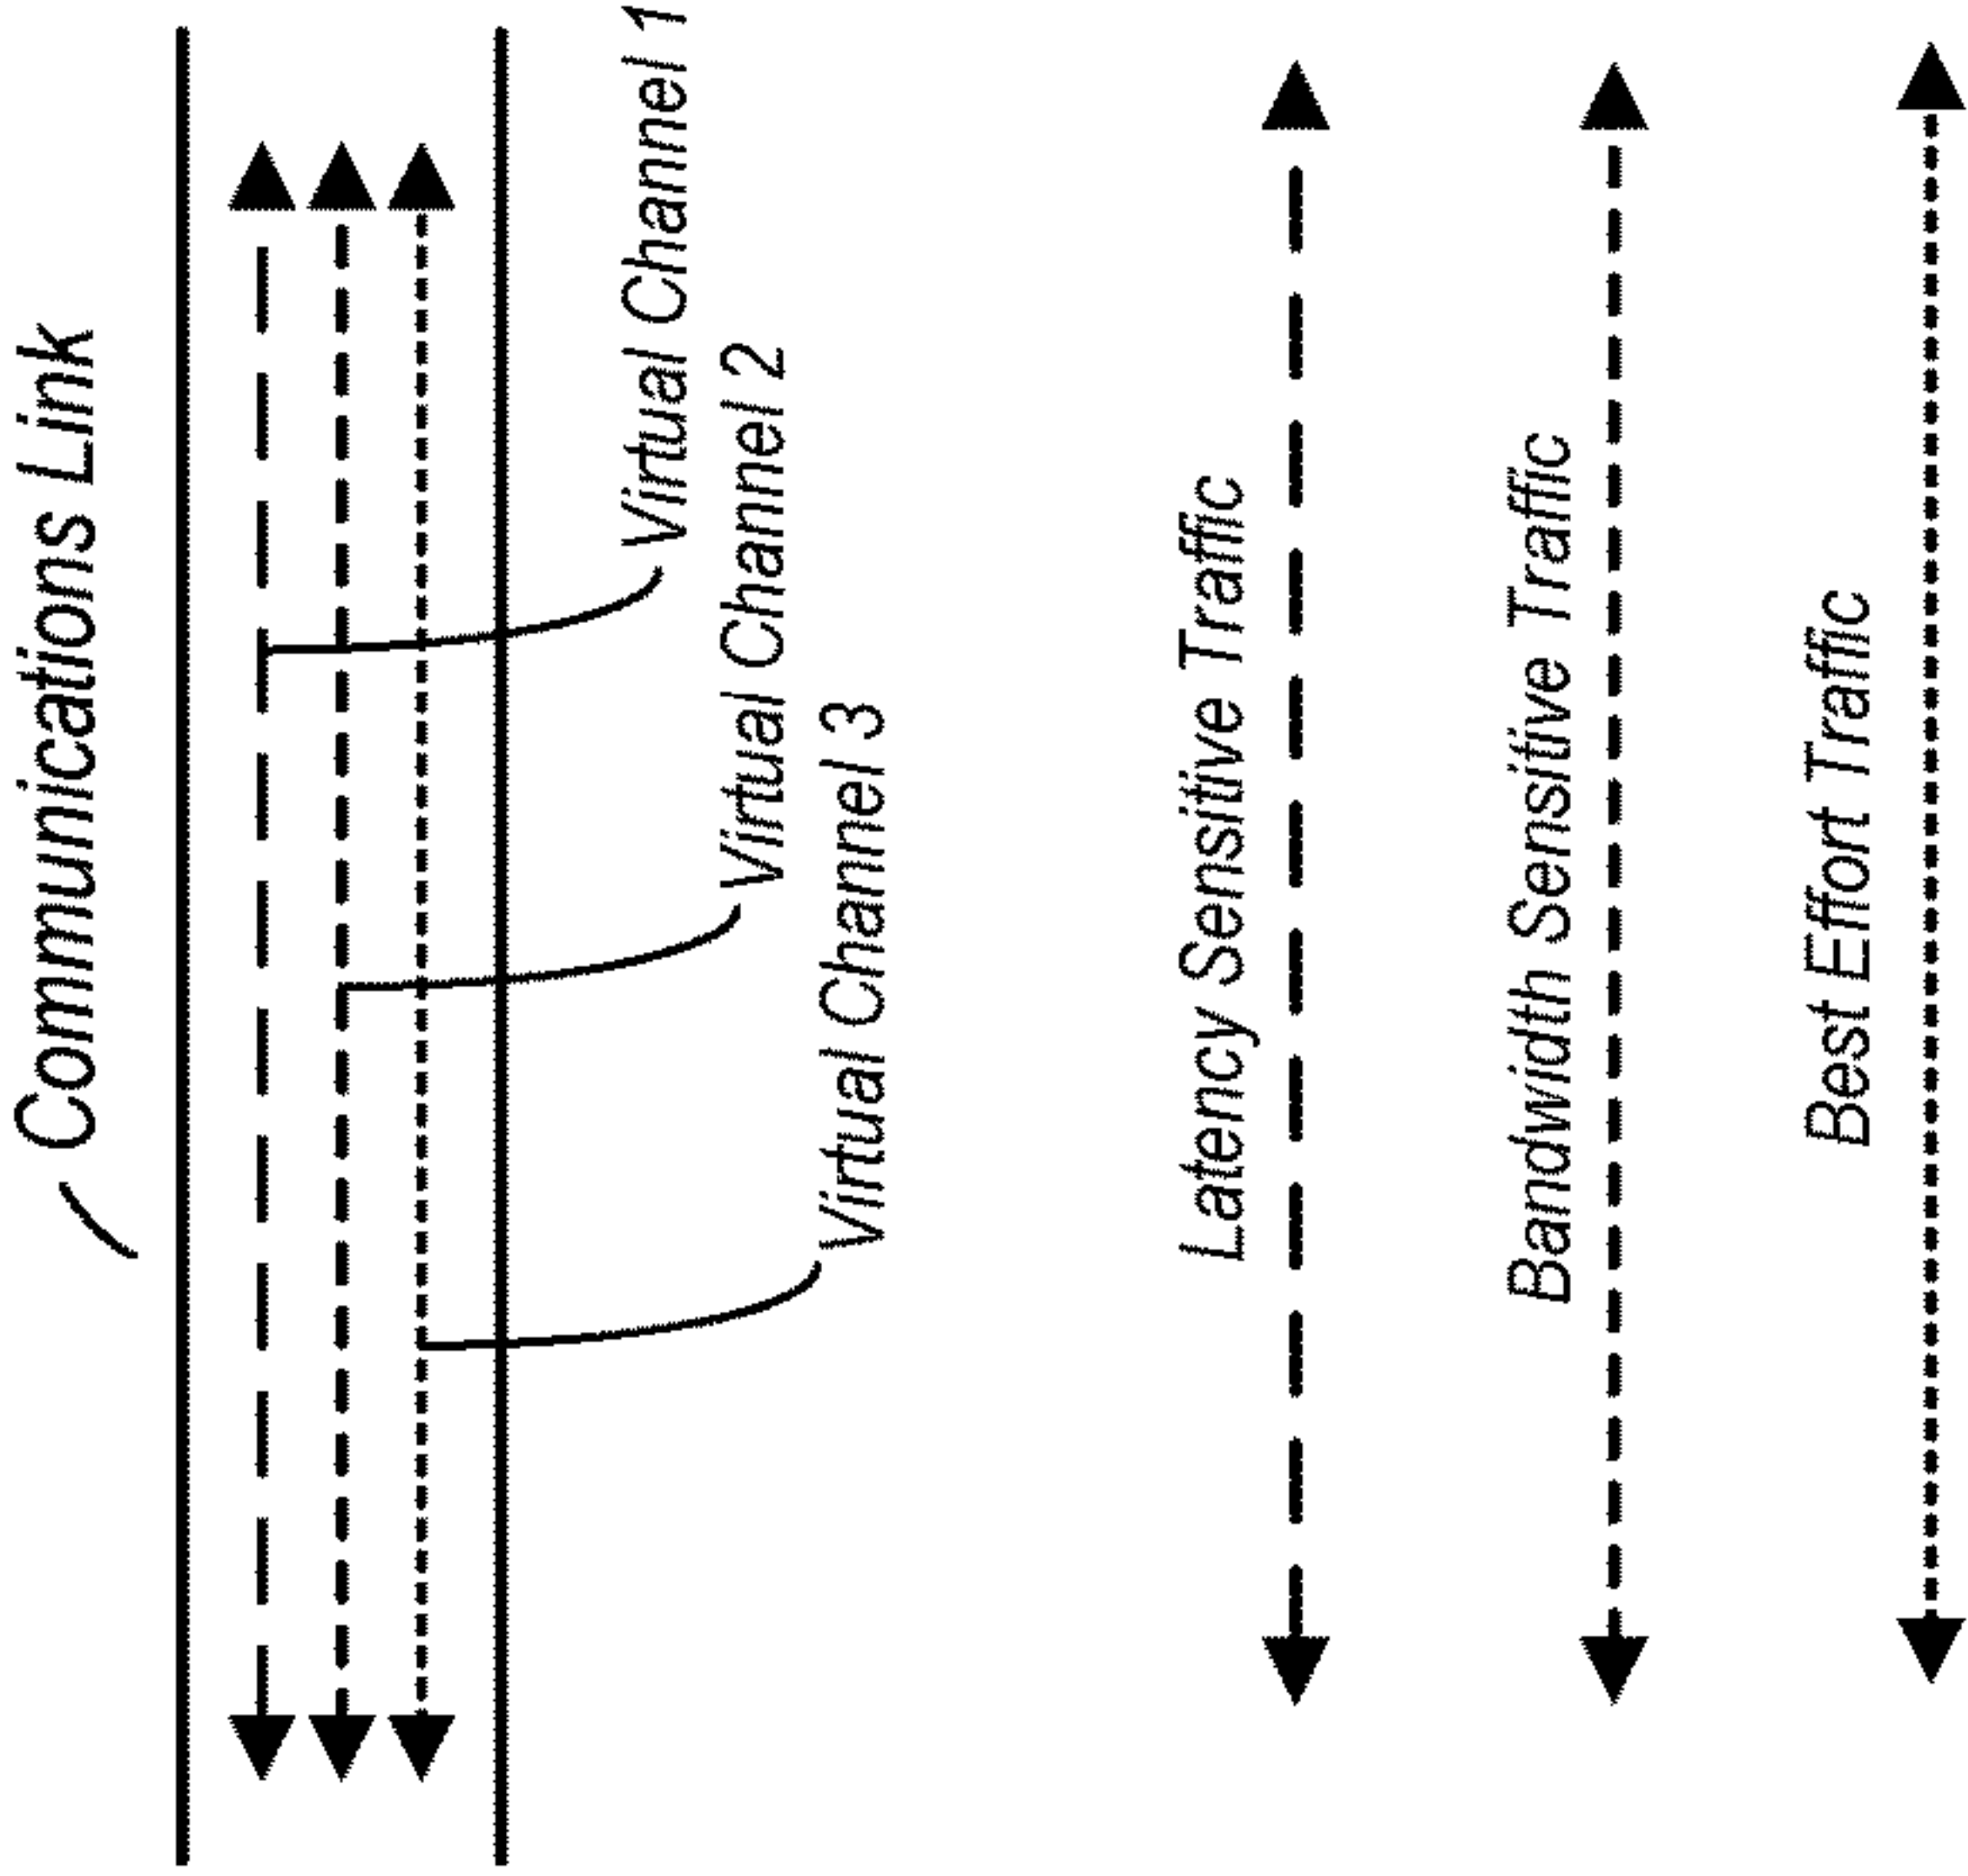 Communications Link
Virtual Channel 1
Virtual Channel 2
Virtual Channel 3
Latency Sensitive Traffic
Bandwidth Sensitive Traffic
Best Effort Traffic